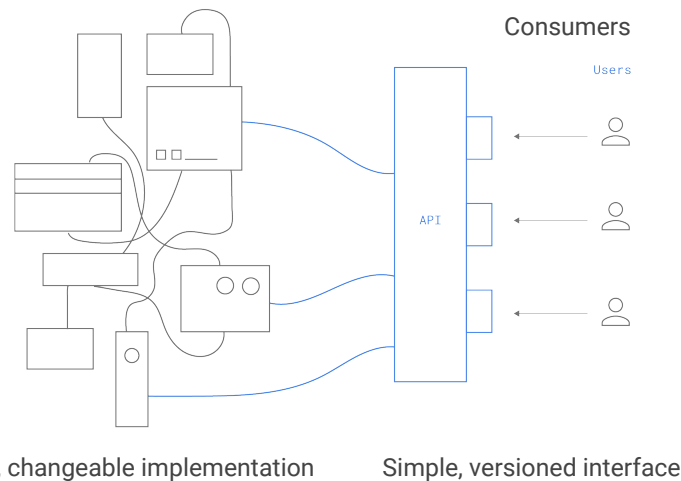 Consumers
Users
API
, changeable implementation
Simple, versioned interface